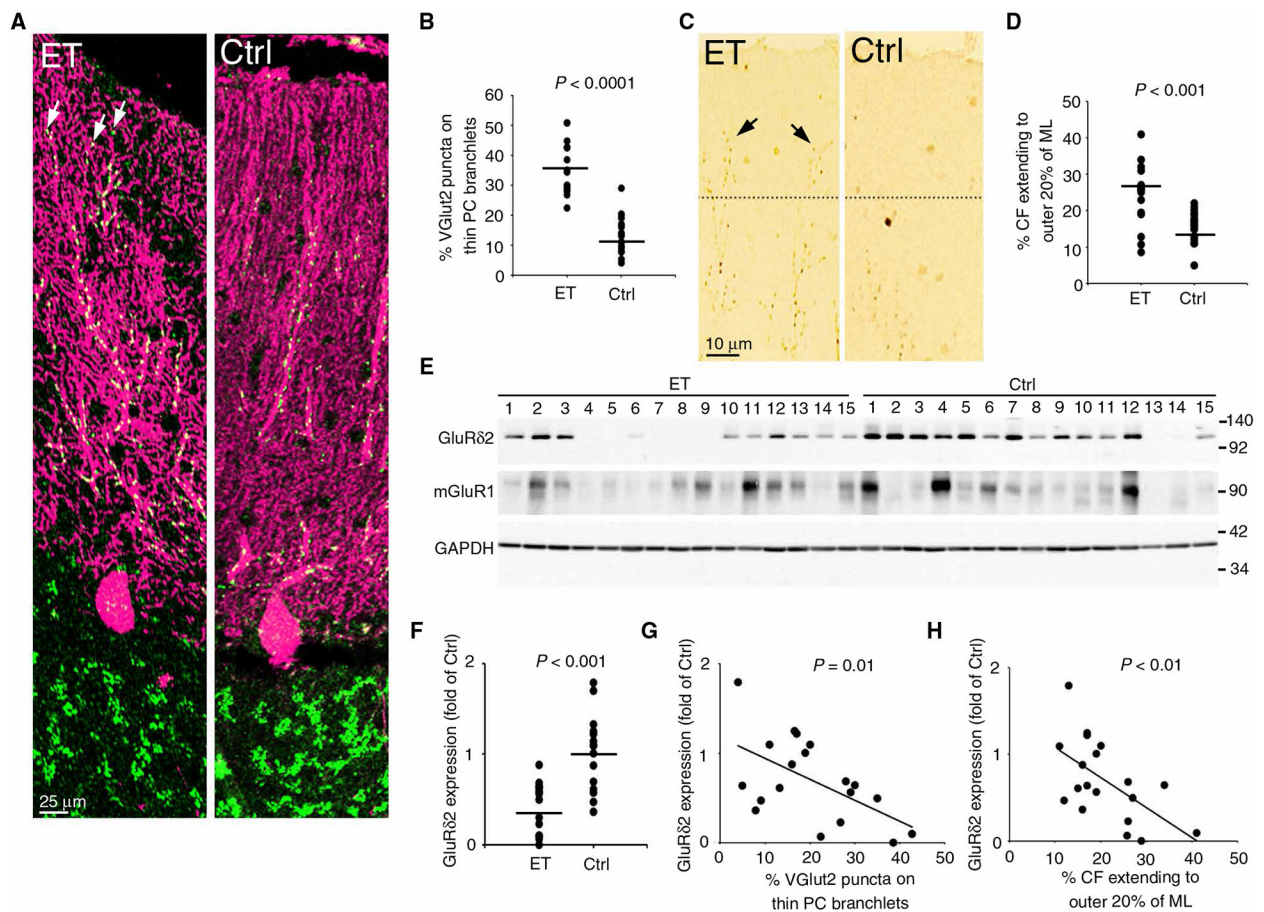 A
ET
Ctrl
25 μm
B
P < 0.0001
% VGlut2 puncta on
thin PC branchlets
60
50
40
30
20
10
0
ET Ctrl
C
ET
Ctrl
10 μm
D
P < 0.001
% CF extending to
outer 20% of ML
50
40
30
20
10
0
ET Ctrl
E
ET Ctrl
1 2 3 4 5 6 7 8 9 10 11 12 13 14 15 1 2 3 4 5 6 7 8 9 10 11 12 13 14 15
GluRδ2
140
92
mGluR1
90
GAPDH
42
34
F
P < 0.001
GluRδ2 expression (fold of Ctrl)
2
1
0
ET Ctrl
G
P = 0.01
GluRδ2 expression (fold of Ctrl)
2
1
0
0 10 20 30 40 50
% VGlut2 puncta on
thin PC branchlets
H
P < 0.01
GluRδ2 expression (fold of Ctrl)
2
1
0
0 10 20 30 40 50
% CF extending to
outer 20% of ML